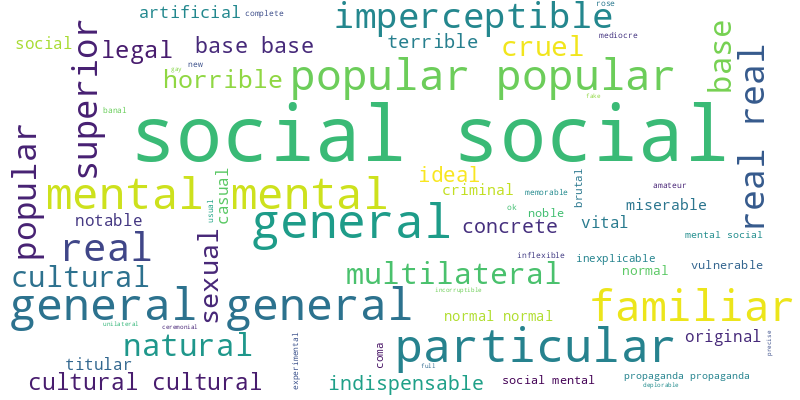 rose
artificial complete
imperceptible
social
legal
base base
terrible
cruel
mediocre
superior
new
gay
horrible
popular popular
base
real real
fake
banal
social social
popular
ideal
mental mental
criminal
memorable
brutal
amateur
casual
usual
general
ok
noble
miserable
notable
concrete
vital
mental social
real
sexual
inflexible
inexplicable
cultural
multilateral
normal
vulnerable
general general
incorruptible
familiar
normal normal
unilateral
ceremonial
natural
experimental
coma
particular
original
precise
titular
full
cultural cultural
indispensable
social mental
propaganda propaganda
deplorable